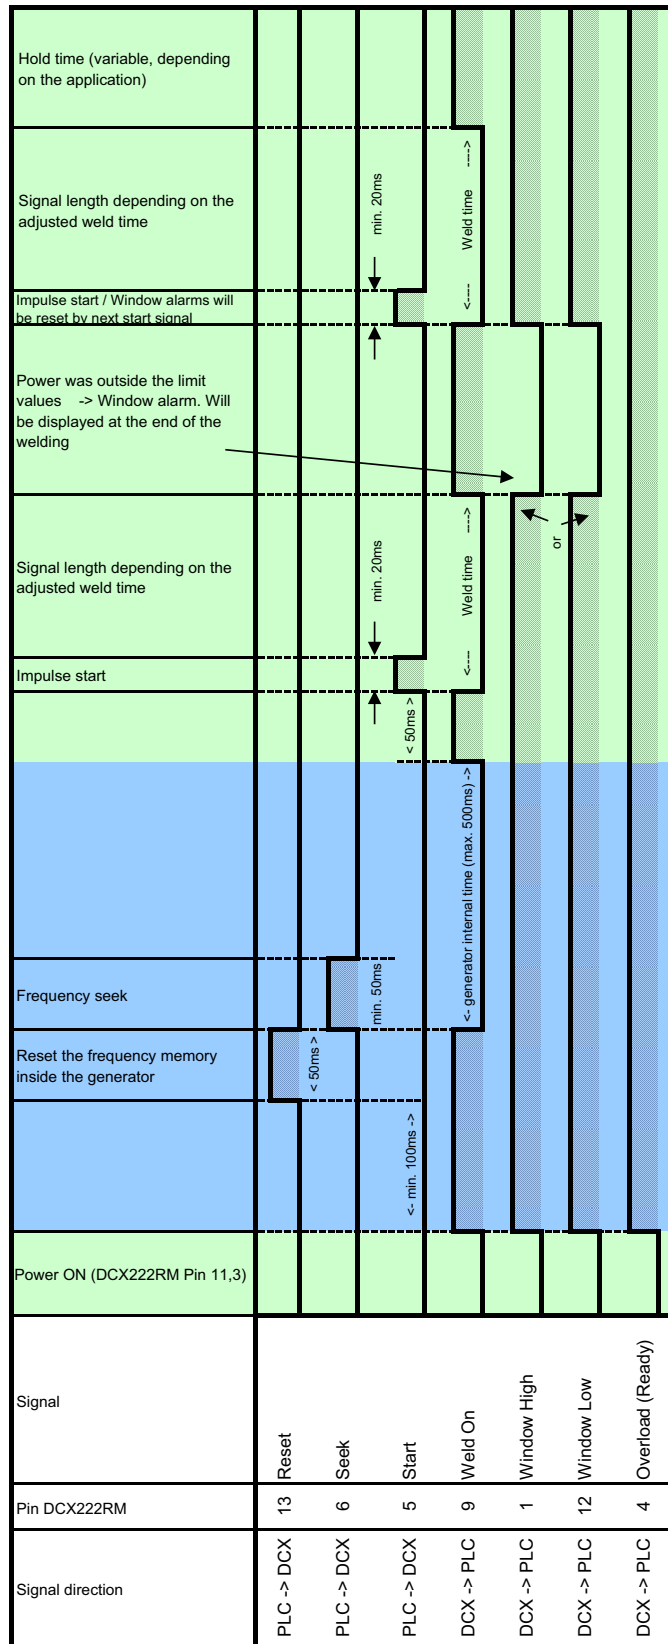 Hold time (variable, depending
on the application)
Signal length depending on the
adjusted weld time
min. 20ms
<---- Weld time ---->
Impulse start / Window alarms will
be reset by next start signal
Power was outside the limit
values -> Window alarm. Will
be displayed at the end of the
welding
or
Signal length depending on the
adjusted weld time
min. 20ms
<---- Weld time ---->
Impulse start
< 50ms >
<- generator internal time (max. 500ms) ->
Frequency seek
min. 50ms
Reset the frequency memory
inside the generator
< 50ms >
<- min. 100ms ->
Power ON (DCX222RM Pin 11,3)
Signal
Reset
Seek
Start
Weld On
Window High
Window Low
Overload (Ready)
Pin DCX222RM
13
6
5
9
1
12
4
Signal direction
PLC -> DCX
PLC -> DCX
PLC -> DCX
DCX -> PLC
DCX -> PLC
DCX -> PLC
DCX -> PLC